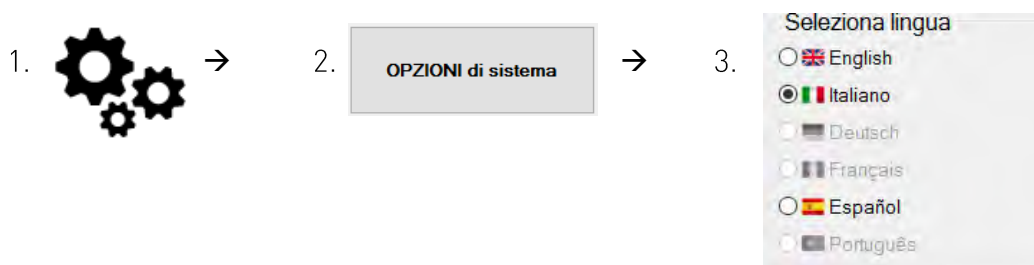 1.
→
2.
OPZIONI di sistema
→
3.
Seleziona lingua
English
Italiano
Deutsch
Français
Español
Português